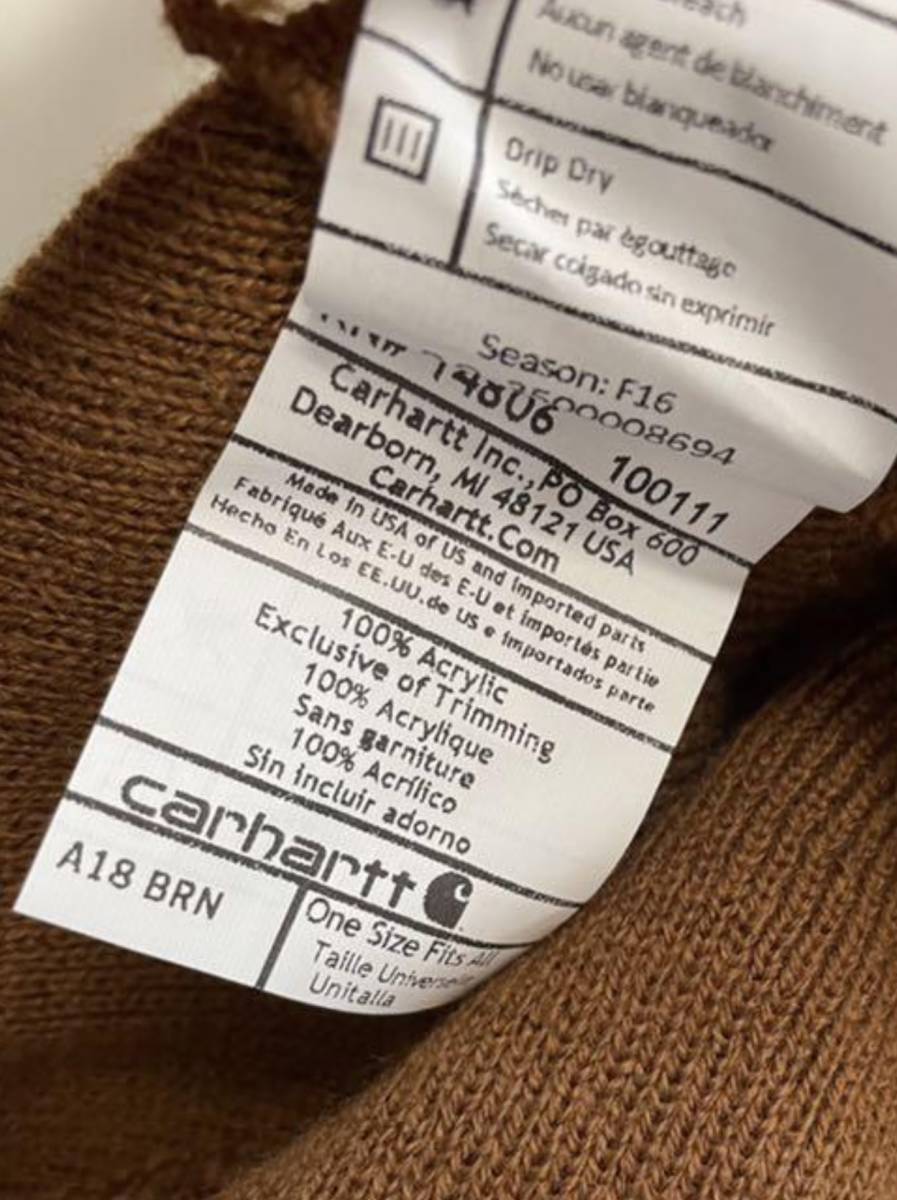 Aucun agent de blanchiment
No usar blanqueador
Drip Dry
Sécher par égouttage
Secar colgado sin exprimir
Season: F16
14806
100111
Carhartt Inc., PO Box 600
Dearborn, MI 48121 USA
Carhartt.Com
Made in USA of US and imported parts
Fabriqué Aux E-U des E-U et importés partie
Hecho En Los EE.UU.de US e importados parte
100% Acrylic
Exclusive of Trimming
100% Acrylique
Sans garniture
100% Acrílico
Sin incluir adorno
carhartt
A18 BRN
One Size Fits All
Taille Universelle
Unitalla